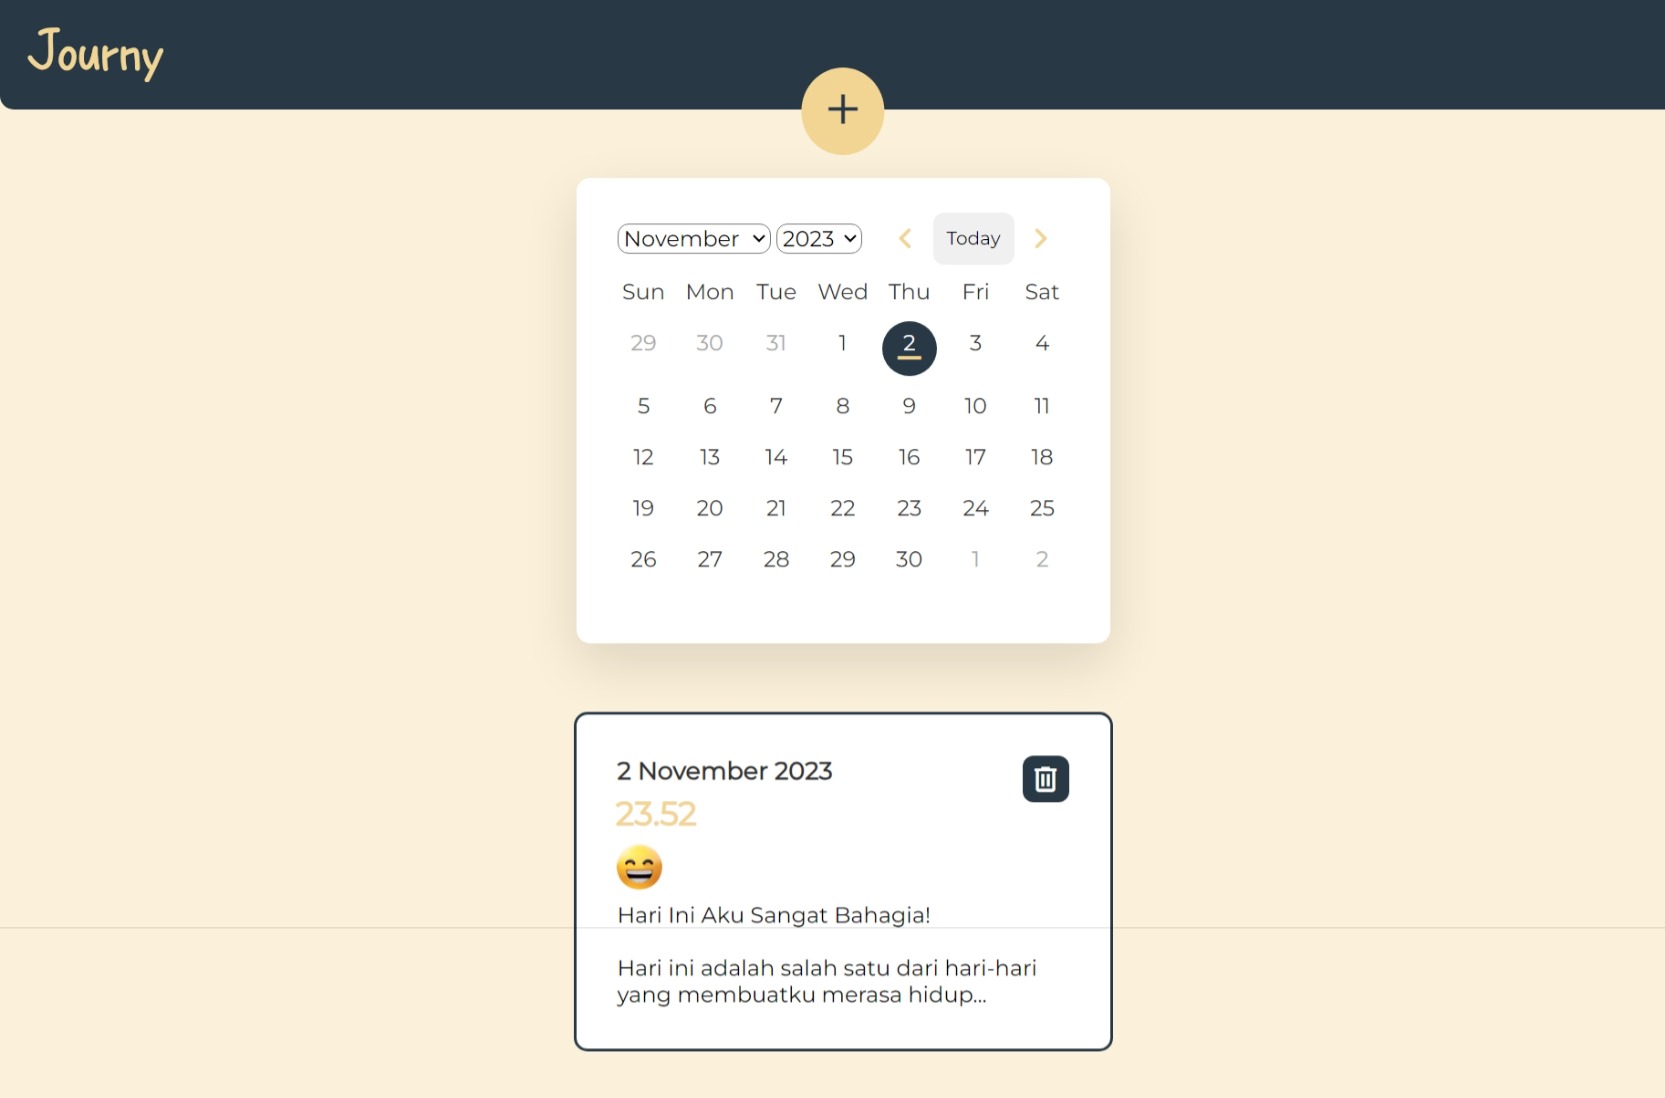 Journy
+
November 2023 Today
Sun Mon Tue Wed Thu Fri Sat
29 30 31 1 2 3 4
5 6 7 8 9 10 11
12 13 14 15 16 17 18
19 20 21 22 23 24 25
26 27 28 29 30 1 2
2 November 2023
23.52
Hari Ini Aku Sangat Bahagia!
Hari ini adalah salah satu dari hari-hari
yang membuatku merasa hidup...